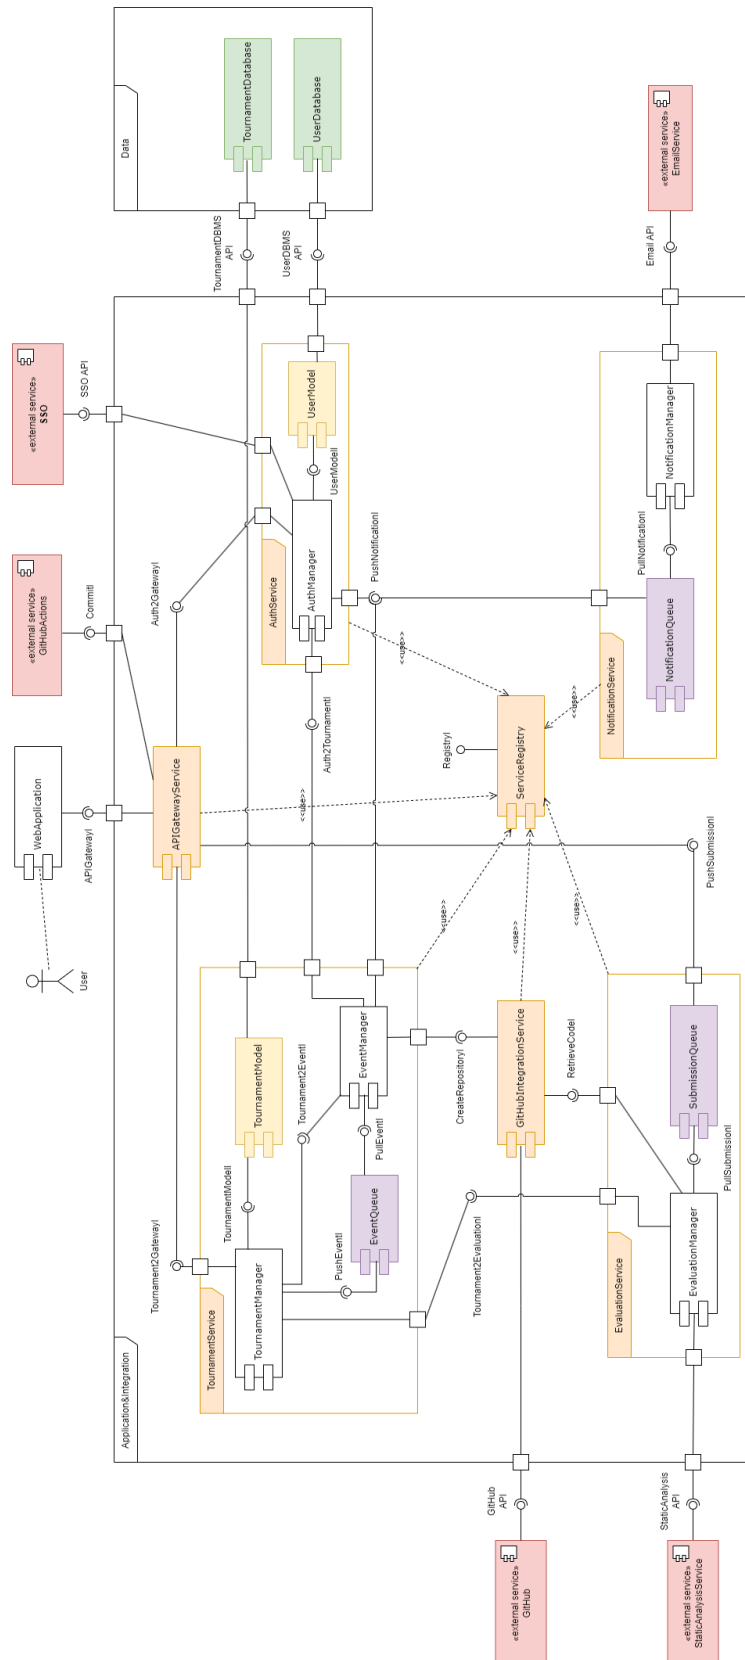 User
WebApplication
«external service»
GitHubActions
«external service»
SSO
APIGatewayI
CommitI
SSO API
Application&Integration
Data
Tournament2GatewayI
APIGatewayService
Auth2GatewayI
TournamentDBMS
API
TournamentDatabase
TournamentService
TournamentManager
TournamentModelI
TournamentModel
AuthService
AuthManager
UserModelI
UserModel
UserDBMS
API
UserDatabase
Tournament2EventI
<<use>>
Auth2TournamentI
PushEventI
EventQueue
PullEventI
EventManager
PushNotificationI
<<use>>
<<use>>
RegistryI
CreateRepositoryI
Tournament2EvaluationI
GitHub
API
«external service»
GitHub
GitHubIntegrationService
<<use>>
ServiceRegistry
RetrieveCodeI
<<use>>
<<use>>
NotificationService
PullNotificationI
NotificationQueue
NotificationManager
Email API
«external service»
EmailService
EvaluationService
EvaluationManager
PullSubmissionI
SubmissionQueue
PushSubmissionI
StaticAnalysis
API
«external service»
StaticAnalysisService